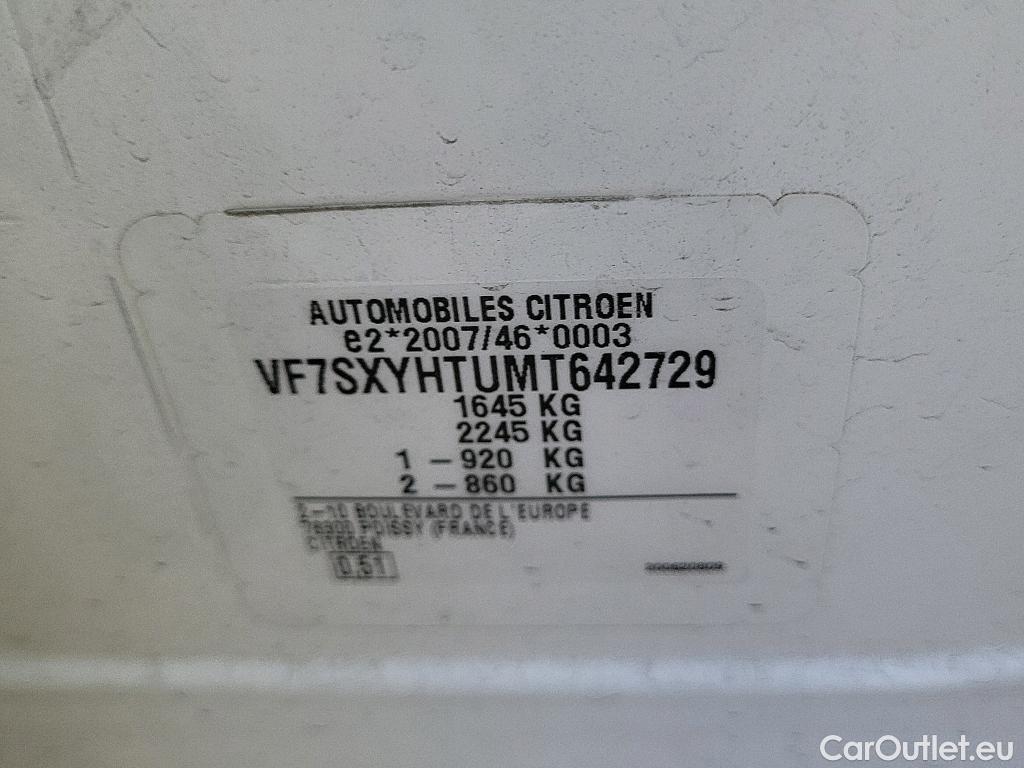 AUTOMOBILES CITROEN
e2*2007/46*0003
VF7SXYHTUMT642729
1645 KG
2245 KG
1 – 920 KG
2 – 860 KG
2-10 BOULEVARD DE L'EUROPE
78300 POISSY (FRANCE)
CITROEN
0,51
CarOutlet.eu